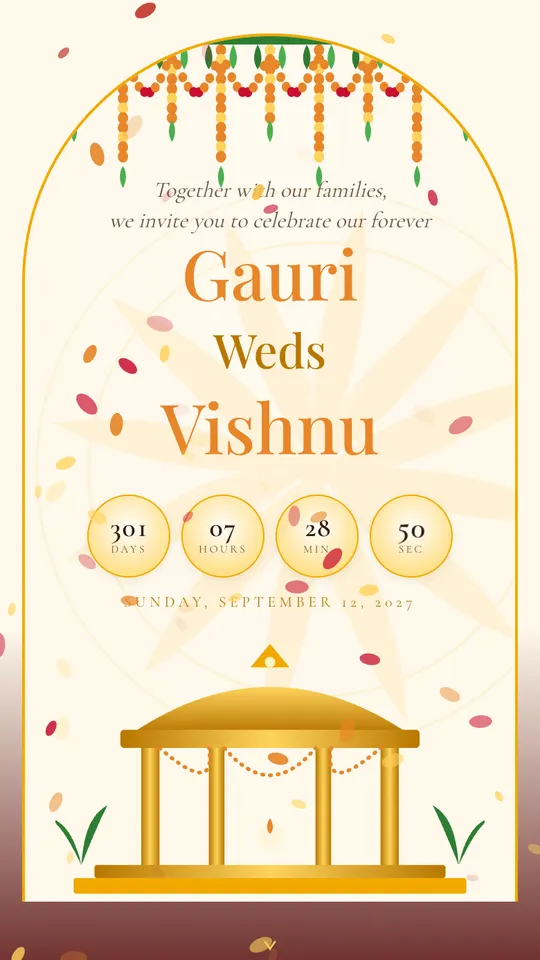 Together with our families,
we invite you to celebrate our forever
Gauri
Weds
Vishnu
301 07 28 50
DAYS HOURS MIN SEC
SUNDAY, SEPTEMBER 12, 2027